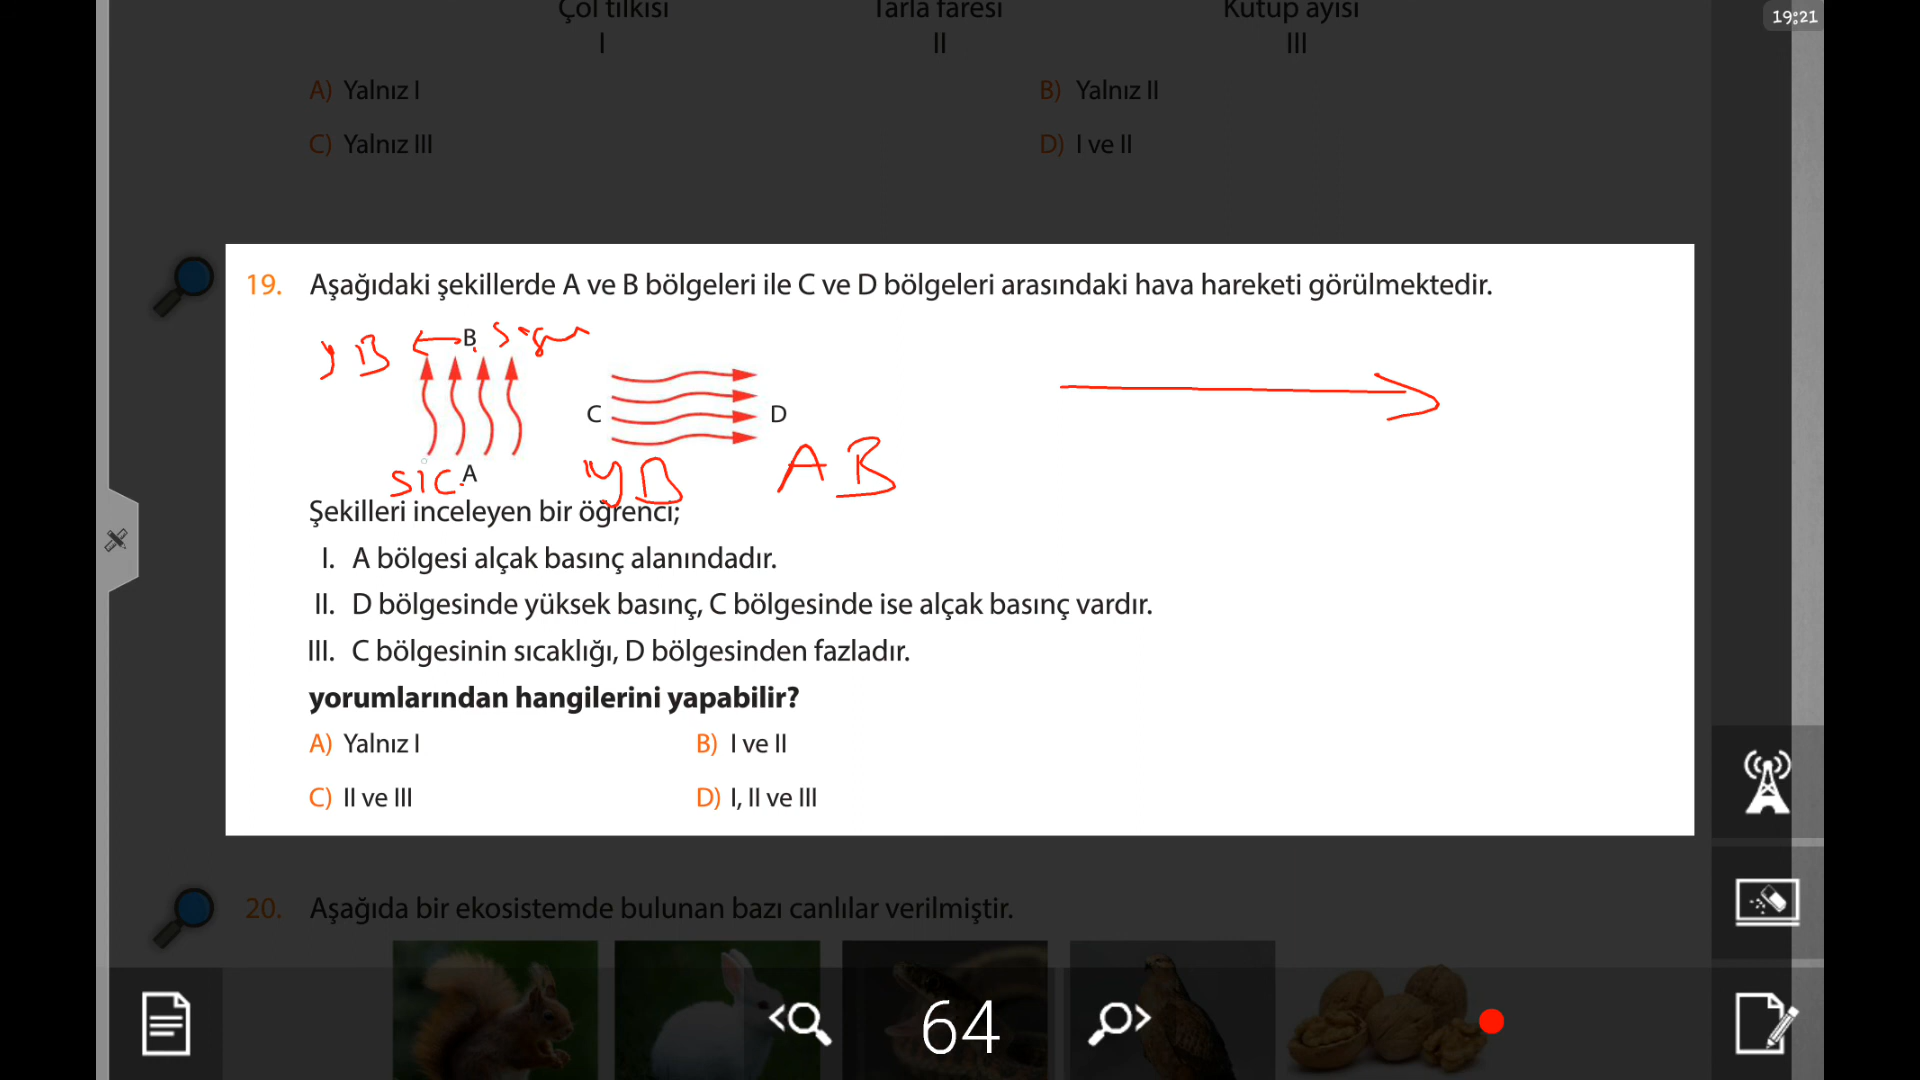 19:21
Çöl tilkisi Tarla faresi Kutup ayısı
I II III
A) Yalnız I B) Yalnız II
C) Yalnız III D) I ve II
19. Aşağıdaki şekillerde A ve B bölgeleri ile C ve D bölgeleri arasındaki hava hareketi görülmektedir.
YB B
C D
SIC A YB AB
Şekilleri inceleyen bir öğrenci;
I. A bölgesi alçak basınç alanındadır.
II. D bölgesinde yüksek basınç, C bölgesinde ise alçak basınç vardır.
III. C bölgesinin sıcaklığı, D bölgesinden fazladır.
yorumlarından hangilerini yapabilir?
A) Yalnız I B) I ve II
C) II ve III D) I, II ve III
20. Aşağıda bir ekosistemde bulunan bazı canlılar verilmiştir.
64